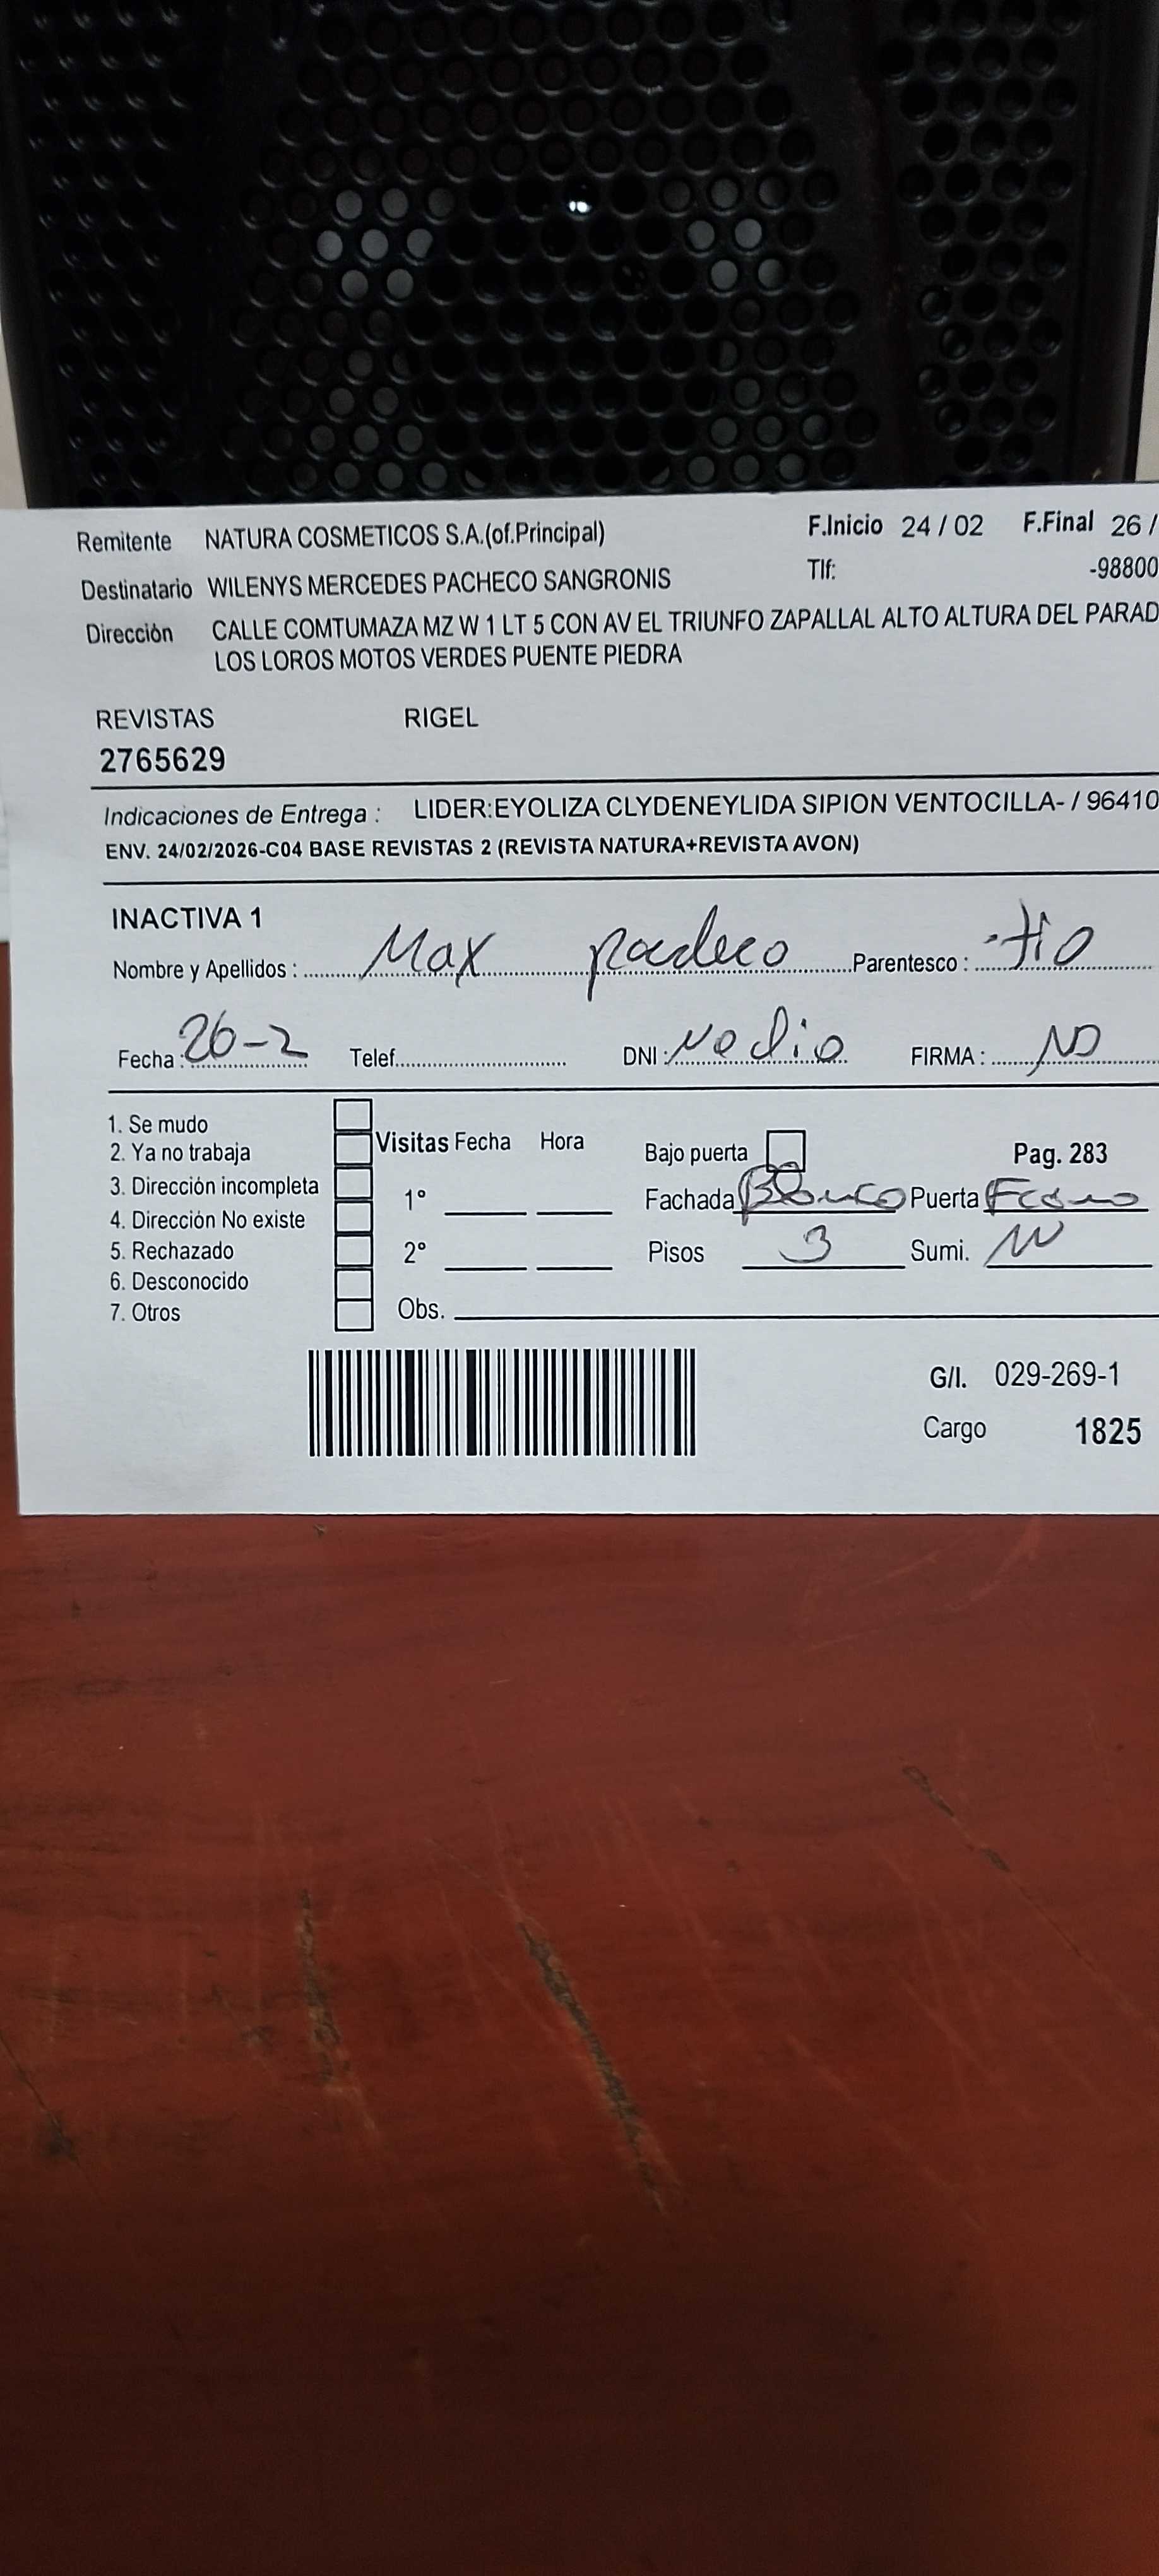 Remitente NATURA COSMETICOS S.A.(of.Principal) F.Inicio 24 / 02 F.Final 26 /
Destinatario WILENYS MERCEDES PACHECO SANGRONIS Tlf: -98800
Dirección CALLE COMTUMAZA MZ W 1 LT 5 CON AV EL TRIUNFO ZAPALLAL ALTO ALTURA DEL PARAD
LOS LOROS MOTOS VERDES PUENTE PIEDRA
REVISTAS RIGEL
2765629
Indicaciones de Entrega : LIDER:EYOLIZA CLYDENEYLIDA SIPION VENTOCILLA- / 96410
ENV. 24/02/2026-C04 BASE REVISTAS 2 (REVISTA NATURA+REVISTA AVON)
INACTIVA 1
Nombre y Apellidos : Max pacheco Parentesco : tio
Fecha : 26-2 Telef. DNI : No dio FIRMA :
1. Se mudo
2. Ya no trabaja Visitas Fecha Hora Bajo puerta Pag. 283
3. Dirección incompleta 1° Fachada Blanco Puerta
4. Dirección No existe
5. Rechazado 2° Pisos 3 Sumi.
6. Desconocido
7. Otros Obs.
G/I. 029-269-1
Cargo 1825